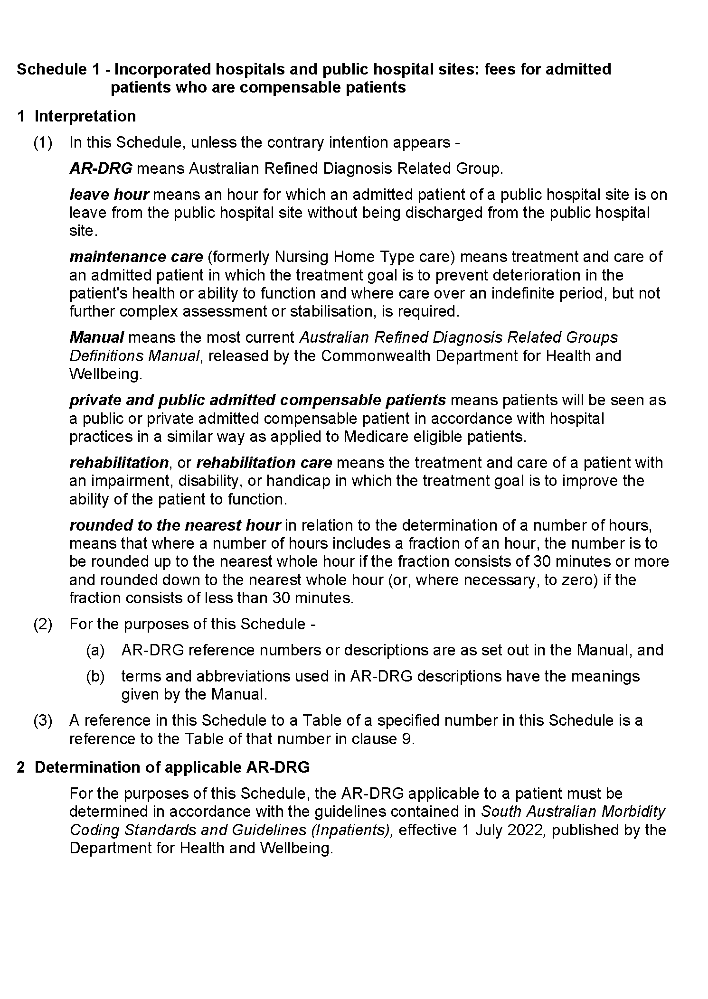 Schedule 1 - Incorporated hospitals and public hospital sites: fees for admitted
patients who are compensable patients
1 Interpretation
(1) In this Schedule, unless the contrary intention appears -
AR-DRG means Australian Refined Diagnosis Related Group.
leave hour means an hour for which an admitted patient of a public hospital site is on
leave from the public hospital site without being discharged from the public hospital
site.
maintenance care (formerly Nursing Home Type care) means treatment and care of
an admitted patient in which the treatment goal is to prevent deterioration in the
patient's health or ability to function and where care over an indefinite period, but not
further complex assessment or stabilisation, is required.
Manual means the most current Australian Refined Diagnosis Related Groups
Definitions Manual, released by the Commonwealth Department for Health and
Wellbeing.
private and public admitted compensable patients means patients will be seen as
a public or private admitted compensable patient in accordance with hospital
practices in a similar way as applied to Medicare eligible patients.
rehabilitation, or rehabilitation care means the treatment and care of a patient with
an impairment, disability, or handicap in which the treatment goal is to improve the
ability of the patient to function.
rounded to the nearest hour in relation to the determination of a number of hours,
means that where a number of hours includes a fraction of an hour, the number is to
be rounded up to the nearest whole hour if the fraction consists of 30 minutes or more
and rounded down to the nearest whole hour (or, where necessary, to zero) if the
fraction consists of less than 30 minutes.
(2) For the purposes of this Schedule -
(a) AR-DRG reference numbers or descriptions are as set out in the Manual, and
(b) terms and abbreviations used in AR-DRG descriptions have the meanings
given by the Manual.
(3) A reference in this Schedule to a Table of a specified number in this Schedule is a
reference to the Table of that number in clause 9.
2 Determination of applicable AR-DRG
For the purposes of this Schedule, the AR-DRG applicable to a patient must be
determined in accordance with the guidelines contained in South Australian Morbidity
Coding Standards and Guidelines (Inpatients), effective 1 July 2022, published by the
Department for Health and Wellbeing.